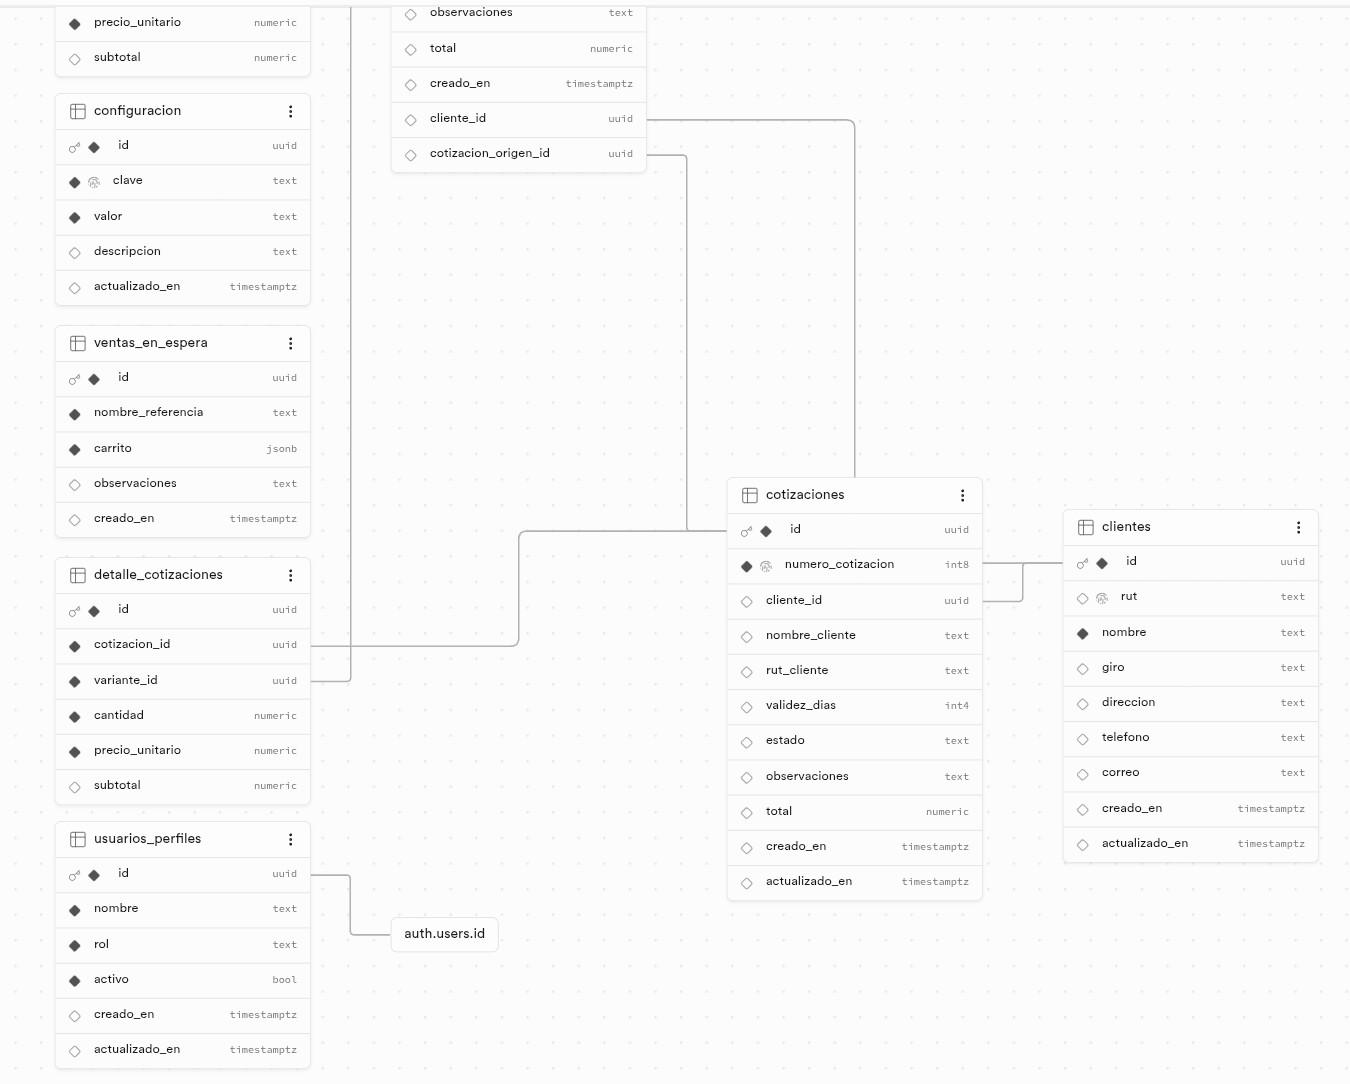 precio_unitario numeric
subtotal numeric
configuracion
id uuid
clave text
valor text
descripcion text
actualizado_en timestamptz
ventas_en_espera
id uuid
nombre_referencia text
carrito jsonb
observaciones text
creado_en timestamptz
detalle_cotizaciones
id uuid
cotizacion_id uuid
variante_id uuid
cantidad numeric
precio_unitario numeric
subtotal numeric
usuarios_perfiles
id uuid
nombre text
rol text
activo bool
creado_en timestamptz
actualizado_en timestamptz
observaciones text
total numeric
creado_en timestamptz
cliente_id uuid
cotizacion_origen_id uuid
auth.users.id
cotizaciones
id uuid
numero_cotizacion int8
cliente_id uuid
nombre_cliente text
rut_cliente text
validez_dias int4
estado text
observaciones text
total numeric
creado_en timestamptz
actualizado_en timestamptz
clientes
id uuid
rut text
nombre text
giro text
direccion text
telefono text
correo text
creado_en timestamptz
actualizado_en timestamptz